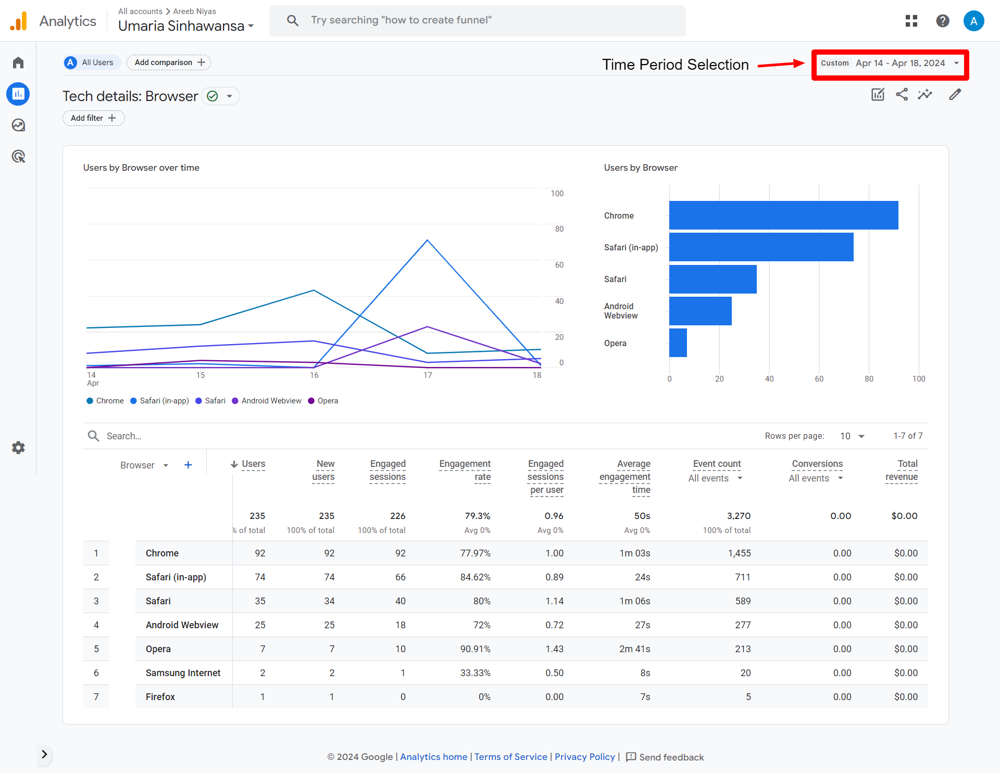 Analytics
All accounts > Areeb Niyas
Umaria Sinhawansa
Try searching "how to create funnel"
?
A
A All Users
Add comparison +
Time Period Selection
Custom Apr 14 - Apr 18, 2024
Tech details: Browser
Add filter +
Users by Browser over time
100
80
60
40
20
0
14
Apr
15
16
17
18
Chrome Safari (in-app) Safari Android Webview Opera
Users by Browser
Chrome
Safari (in-app)
Safari
Android
Webview
Opera
0 20 40 60 80 100
Search...
Rows per page: 10 1-7 of 7
Browser +
Users
New
users
Engaged
sessions
Engagement
rate
Engaged
sessions
per user
Average
engagement
time
Event count
All events
Conversions
All events
Total
revenue
235 235 226 79.3% 0.96 50s 3,270 0.00 $0.00
% of total 100% of total 100% of total Avg 0% Avg 0% Avg 0% 100% of total
1 Chrome 92 92 92 77.97% 1.00 1m 03s 1,455 0.00 $0.00
2 Safari (in-app) 74 74 66 84.62% 0.89 24s 711 0.00 $0.00
3 Safari 35 34 40 80% 1.14 1m 06s 589 0.00 $0.00
4 Android Webview 25 25 18 72% 0.72 27s 277 0.00 $0.00
5 Opera 7 7 10 90.91% 1.43 2m 41s 213 0.00 $0.00
6 Samsung Internet 2 2 1 33.33% 0.50 8s 20 0.00 $0.00
7 Firefox 1 1 0 0% 0.00 7s 5 0.00 $0.00
© 2024 Google | Analytics home | Terms of Service | Privacy Policy | Send feedback